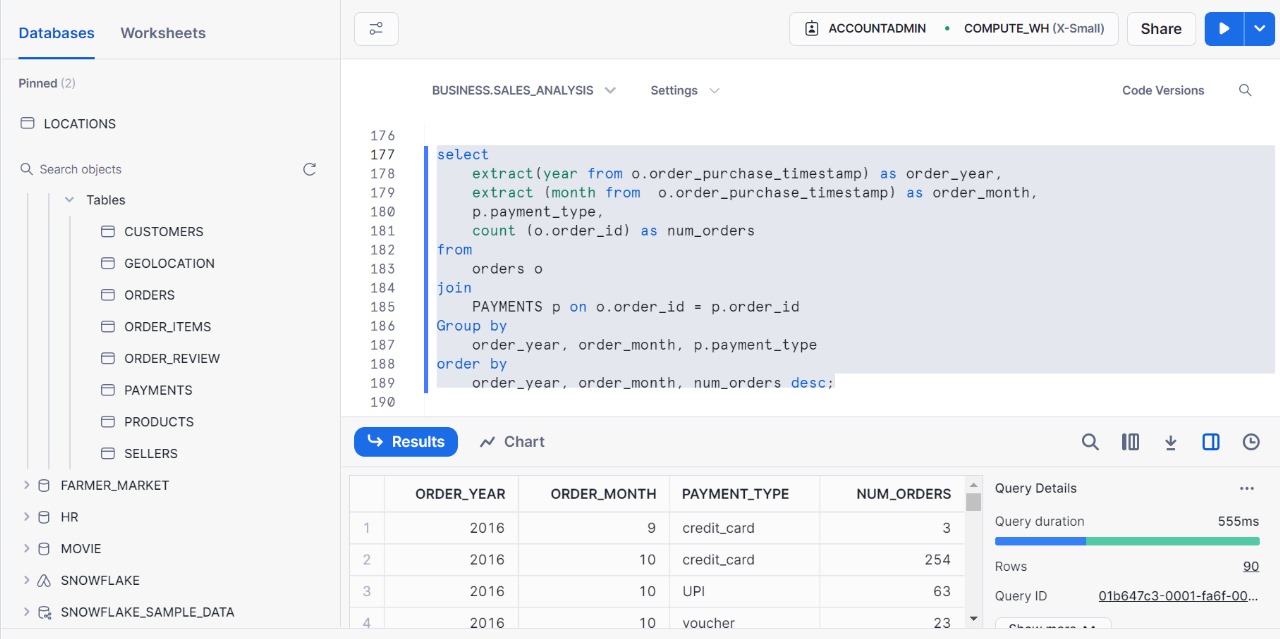 Databases Worksheets
Pinned (2)
LOCATIONS
Search objects
Tables
CUSTOMERS
GEOLOCATION
ORDERS
ORDER_ITEMS
ORDER_REVIEW
PAYMENTS
PRODUCTS
SELLERS
FARMER_MARKET
HR
MOVIE
SNOWFLAKE
SNOWFLAKE_SAMPLE_DATA
ACCOUNTADMIN • COMPUTE_WH (X-Small) Share
BUSINESS.SALES_ANALYSIS Settings Code Versions
176
177 select
178 extract(year from o.order_purchase_timestamp) as order_year,
179 extract (month from  o.order_purchase_timestamp) as order_month,
180 p.payment_type,
181 count (o.order_id) as num_orders
182 from
183 orders o
184 join
185 PAYMENTS p on o.order_id = p.order_id
186 Group by
187 order_year, order_month, p.payment_type
188 order by
189 order_year, order_month, num_orders desc;
190
Results Chart
ORDER_YEAR ORDER_MONTH PAYMENT_TYPE NUM_ORDERS
1 2016 9 credit_card 3
2 2016 10 credit_card 254
3 2016 10 UPI 63
4 2016 10 voucher 23
Query Details ...
Query duration 555ms
Rows 90
Query ID 01b647c3-0001-fa6f-00...
Show more